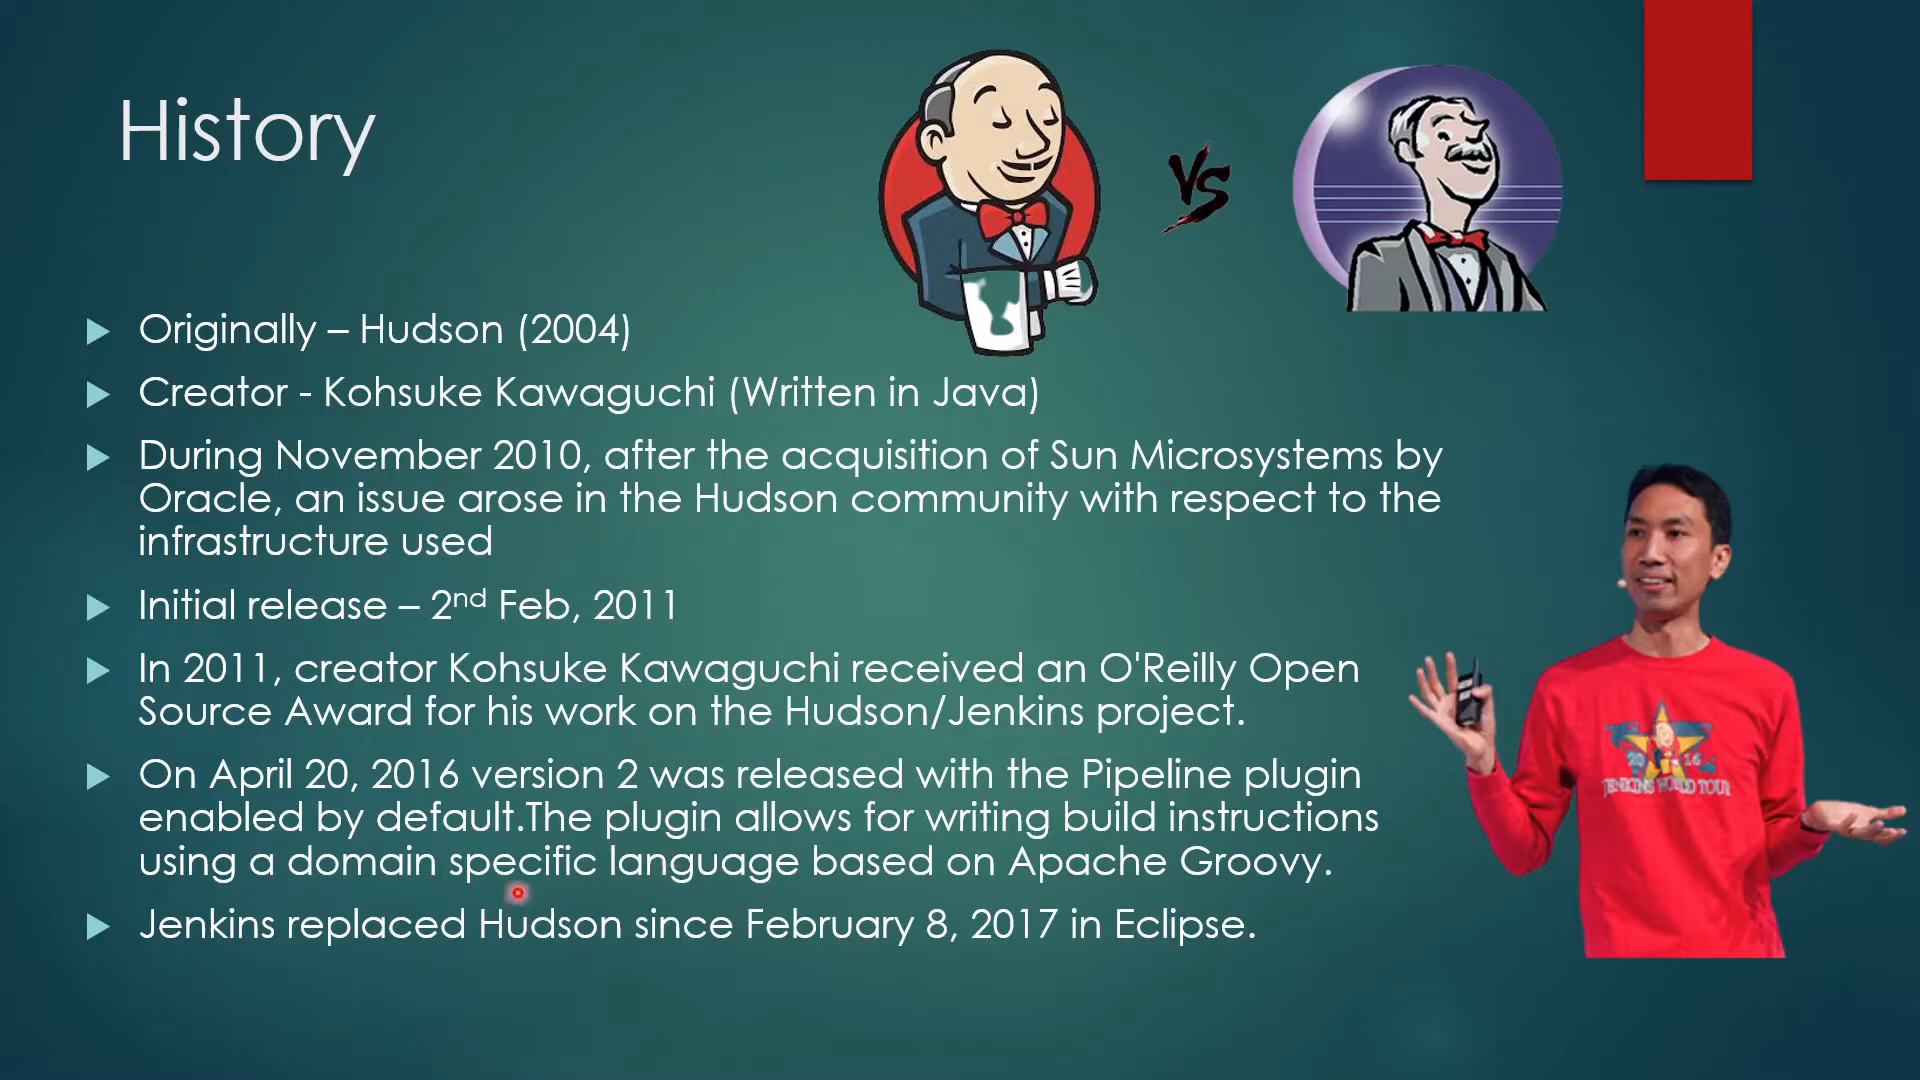 History
VS
Originally – Hudson (2004)
Creator - Kohsuke Kawaguchi (Written in Java)
During November 2010, after the acquisition of Sun Microsystems by
Oracle, an issue arose in the Hudson community with respect to the
infrastructure used
Initial release – 2nd Feb, 2011
In 2011, creator Kohsuke Kawaguchi received an O'Reilly Open
Source Award for his work on the Hudson/Jenkins project.
On April 20, 2016 version 2 was released with the Pipeline plugin
enabled by default.The plugin allows for writing build instructions
using a domain specific language based on Apache Groovy.
Jenkins replaced Hudson since February 8, 2017 in Eclipse.
20 16
JENKINS WORLD TOUR